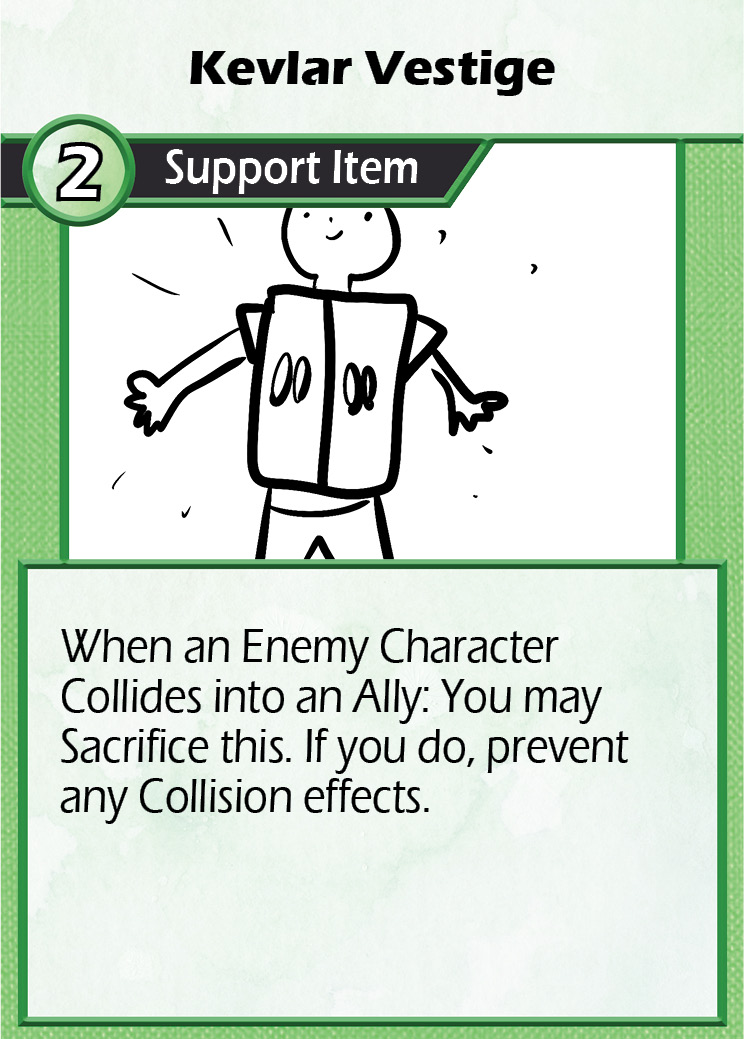 Kevlar Vestige
2 Support Item
When an Enemy Character
Collides into an Ally: You may
Sacrifice this. If you do, prevent
any Collision effects.